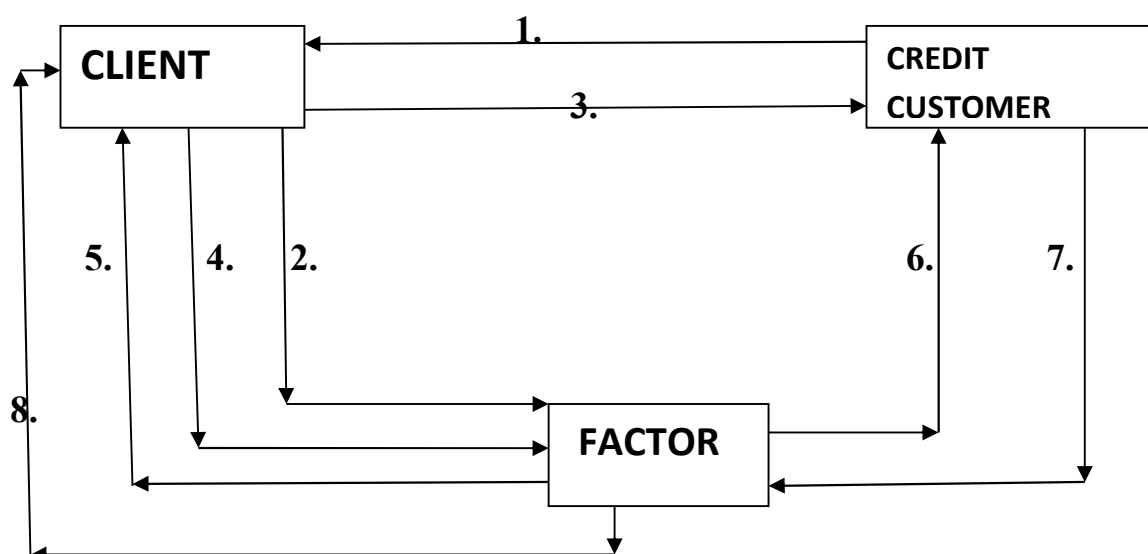 1.
CLIENT
CREDIT
CUSTOMER
3.
5.
4.
2.
6.
7.
8.
FACTOR